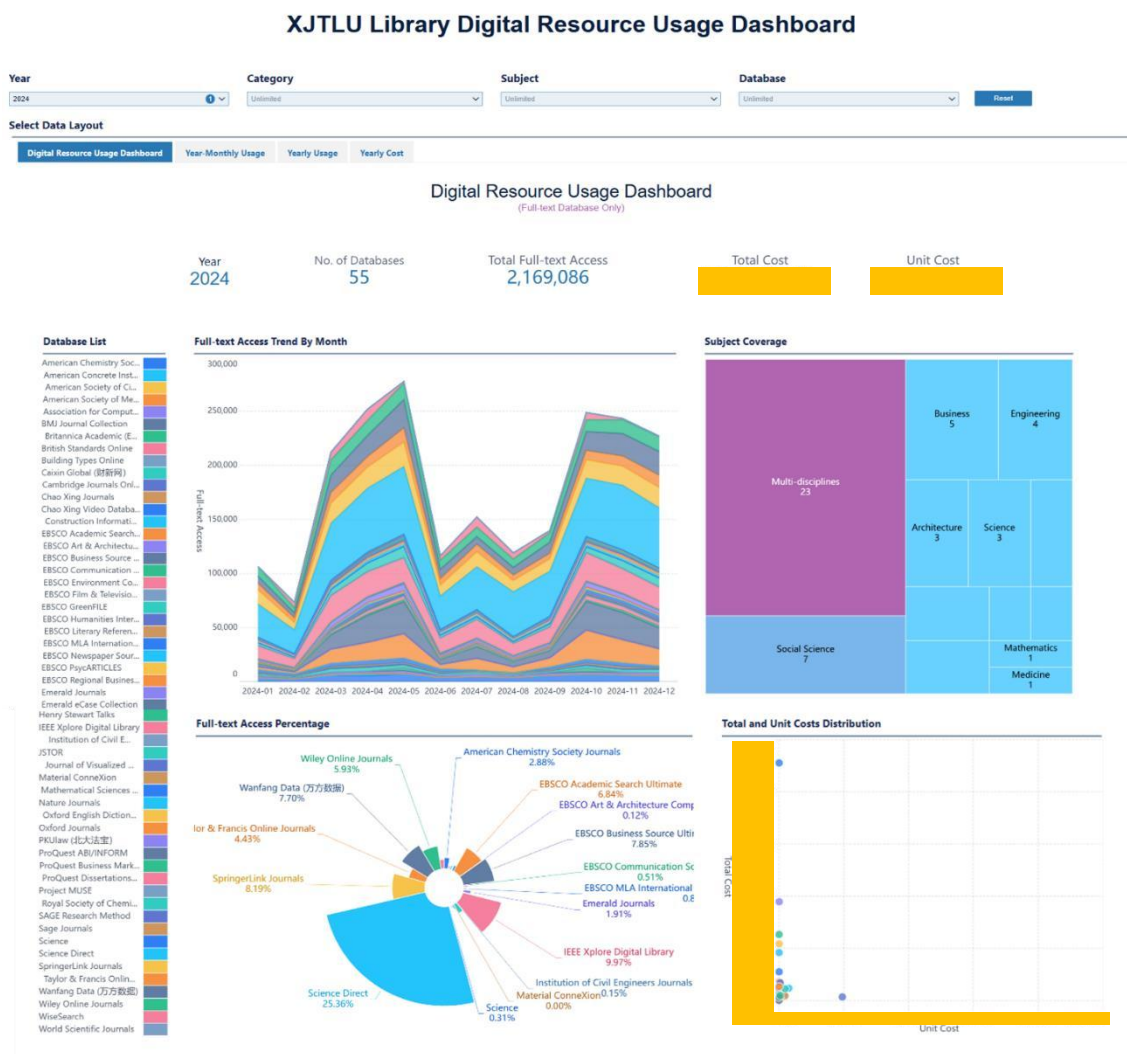 XJTLU Library Digital Resource Usage Dashboard
Year
Category
Subject
Database
2024
1
Unlimited
Unlimited
Unlimited
Reset
Select Data Layout
Digital Resource Usage Dashboard
Year-Monthly Usage
Yearly Usage
Yearly Cost
Digital Resource Usage Dashboard
(Full-text Database Only)
Year
2024
No. of Databases
55
Total Full-text Access
2,169,086
Total Cost
Unit Cost
Database List
American Chemistry Soc...
American Concrete Inst...
American Society of Ci...
American Society of Me...
Association for Comput...
BMJ Journal Collection
Britannica Academic (E...
British Standards Online
Building Types Online
Caixin Global (财新网)
Cambridge Journals Onl...
Chao Xing Journals
Chao Xing Video Databa...
Construction Informati...
EBSCO Academic Search...
EBSCO Art & Architectu...
EBSCO Business Source ...
EBSCO Communication ...
EBSCO Environment Co...
EBSCO Film & Televisio...
EBSCO GreenFILE
EBSCO Humanities Inter...
EBSCO Literary Referen...
EBSCO MLA Internation...
EBSCO Newspaper Sour...
EBSCO PsycARTICLES
EBSCO Regional Busines...
Emerald Journals
Emerald eCase Collection
Henry Stewart Talks
IEEE Xplore Digital Library
Institution of Civil E...
JSTOR
Journal of Visualized ...
Material ConneXion
Mathematical Sciences ...
Nature Journals
Oxford English Diction...
Oxford Journals
PKUlaw (北大法宝)
ProQuest ABI/INFORM
ProQuest Business Mark...
ProQuest Dissertations...
Project MUSE
Royal Society of Chemi...
SAGE Research Method
Sage Journals
Science
Science Direct
SpringerLink Journals
Taylor & Francis Onlin...
Wanfang Data (万方数据)
Wiley Online Journals
WiseSearch
World Scientific Journals
Full-text Access Trend By Month
300,000
250,000
200,000
150,000
100,000
50,000
0
Full-text Access
2024-01 2024-02 2024-03 2024-04 2024-05 2024-06 2024-07 2024-08 2024-09 2024-10 2024-11 2024-12
Subject Coverage
Multi-disciplines
23
Social Science
7
Business
5
Engineering
4
Architecture
3
Science
3
Mathematics
1
Medicine
1
Full-text Access Percentage
American Chemistry Society Journals
2.88%
Wiley Online Journals
5.93%
EBSCO Academic Search Ultimate
6.84%
Wanfang Data (万方数据)
7.70%
EBSCO Art & Architecture Comp
0.12%
lor & Francis Online Journals
4.43%
EBSCO Business Source Ulti
7.85%
EBSCO Communication Sc
0.51%
SpringerLink Journals
8.19%
EBSCO MLA International
0.8
Emerald Journals
1.91%
IEEE Xplore Digital Library
9.97%
Institution of Civil Engineers Journals
0.15%
Material ConneXion
0.00%
Science Direct
25.36%
Science
0.31%
Total and Unit Costs Distribution
Total Cost
Unit Cost